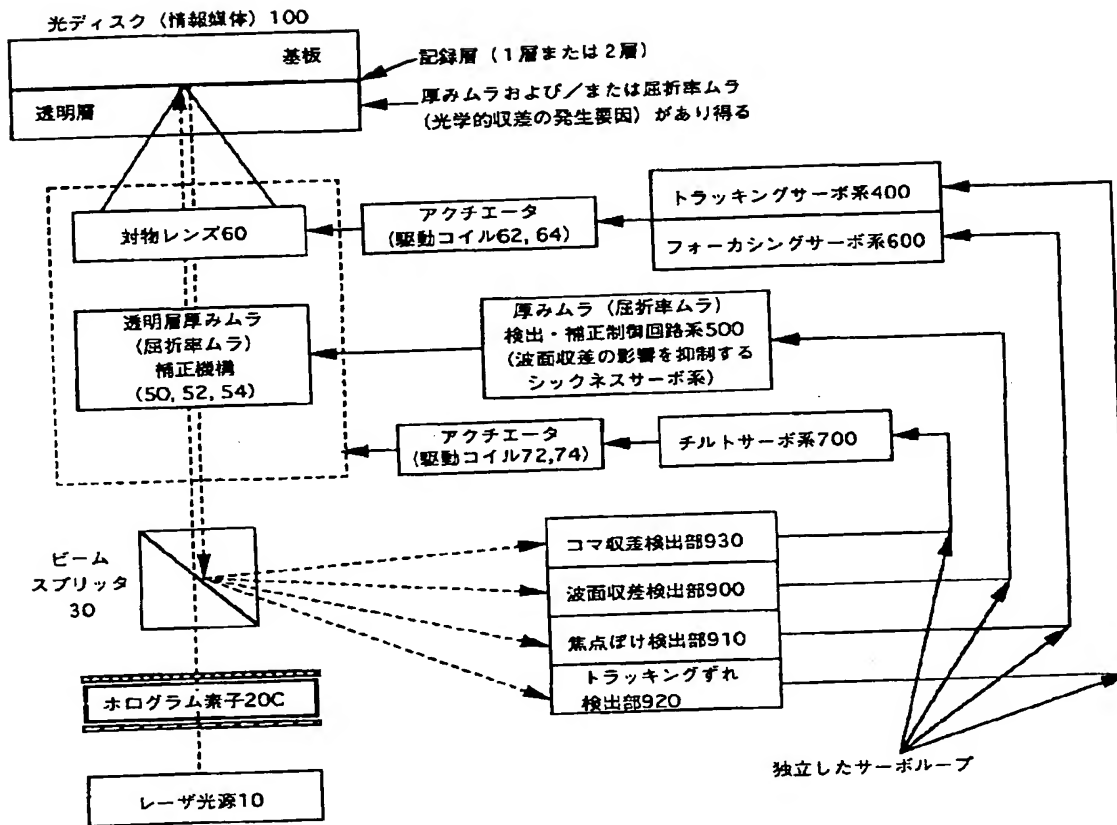 光ディスク（情報媒体）100
基板
記録層（1層または2層）
透明層
厚みムラおよび／または屈折率ムラ
（光学的収差の発生要因）があり得る
対物レンズ60
アクチエータ
（駆動コイル62, 64）
トラッキングサーボ系400
フォーカシングサーボ系600
透明層厚みムラ
（屈折率ムラ）
補正機構
（50, 52, 54）
厚みムラ（屈折率ムラ）
検出・補正制御回路系500
（波面収差の影響を抑制する
シックネスサーボ系）
アクチエータ
（駆動コイル72,74）
チルトサーボ系700
ビーム
スプリッタ
30
コマ収差検出部930
波面収差検出部900
焦点ぼけ検出部910
トラッキングずれ
検出部920
ホログラム素子20C
独立したサーボループ
レーザ光源10